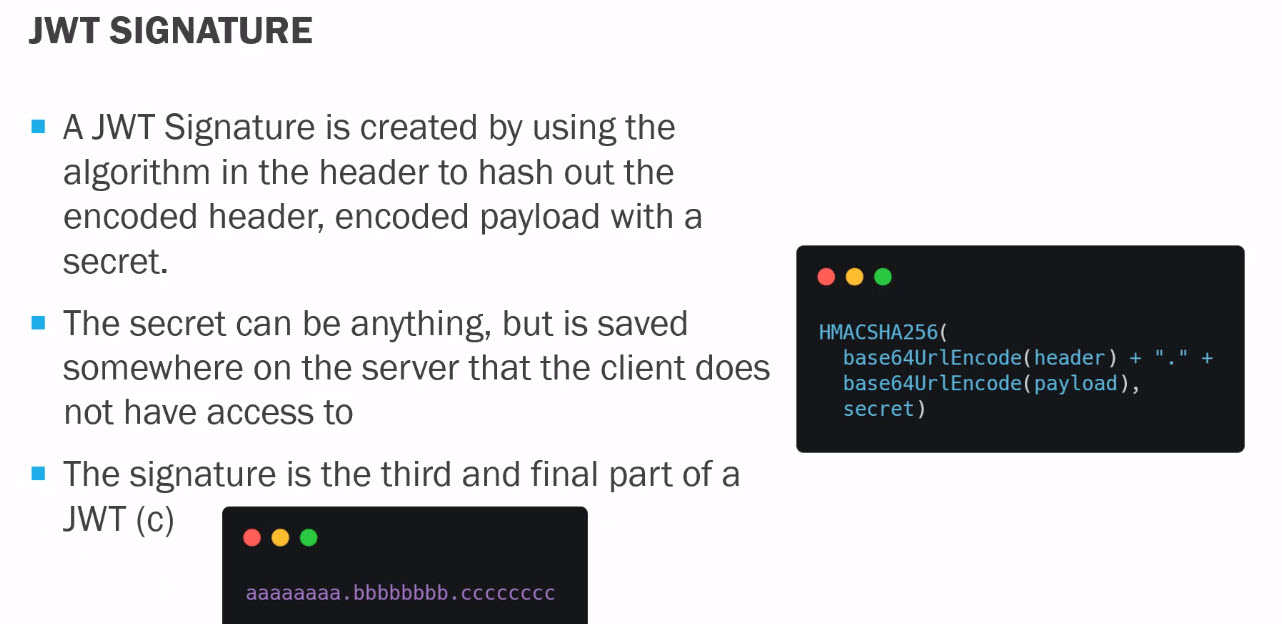 JWT SIGNATURE
A JWT Signature is created by using the
algorithm in the header to hash out the
encoded header, encoded payload with a
secret.
The secret can be anything, but is saved
somewhere on the server that the client does
not have access to
The signature is the third and final part of a
JWT (c)
HMACSHA256(
base64UrlEncode(header) + "." +
base64UrlEncode(payload),
secret)
aaaaaaaa.bbbbbbbb.cccccccc